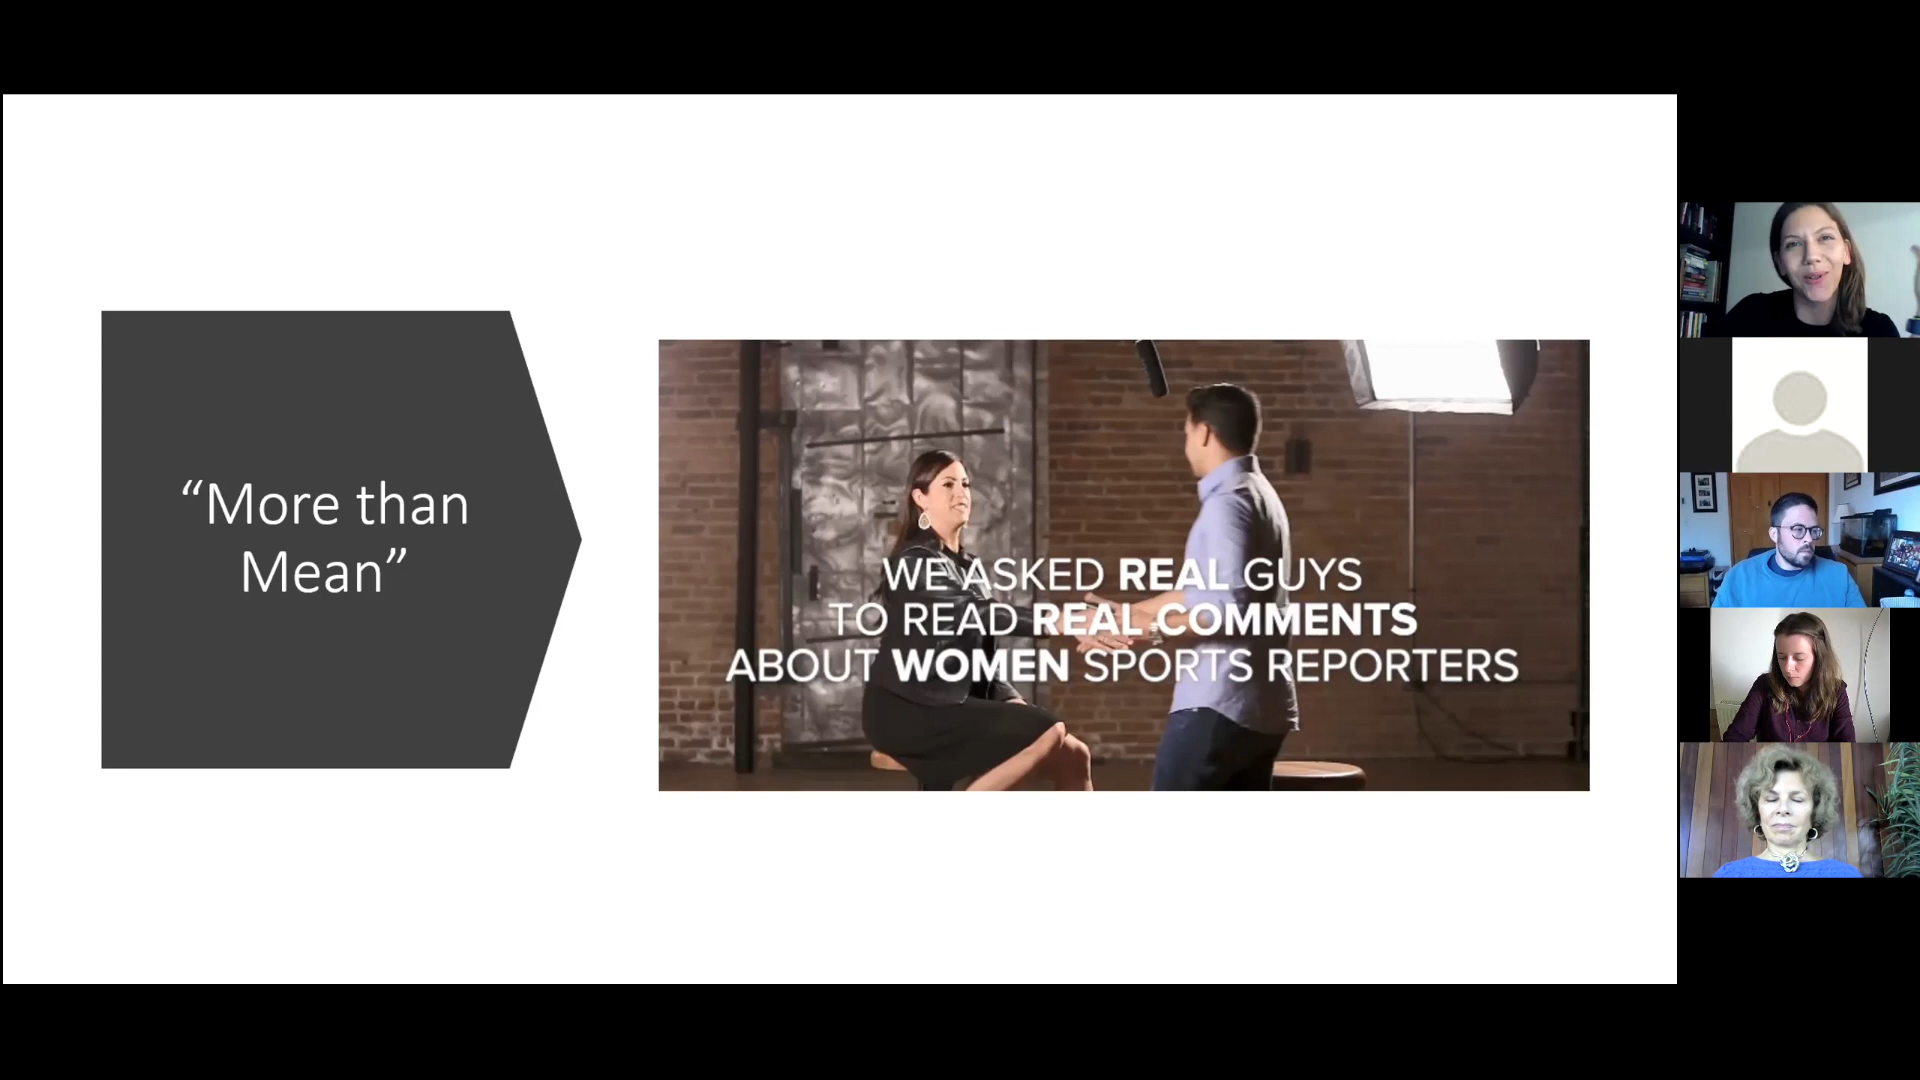 “More than
Mean”
WE ASKED REAL GUYS
TO READ REAL COMMENTS
ABOUT WOMEN SPORTS REPORTERS